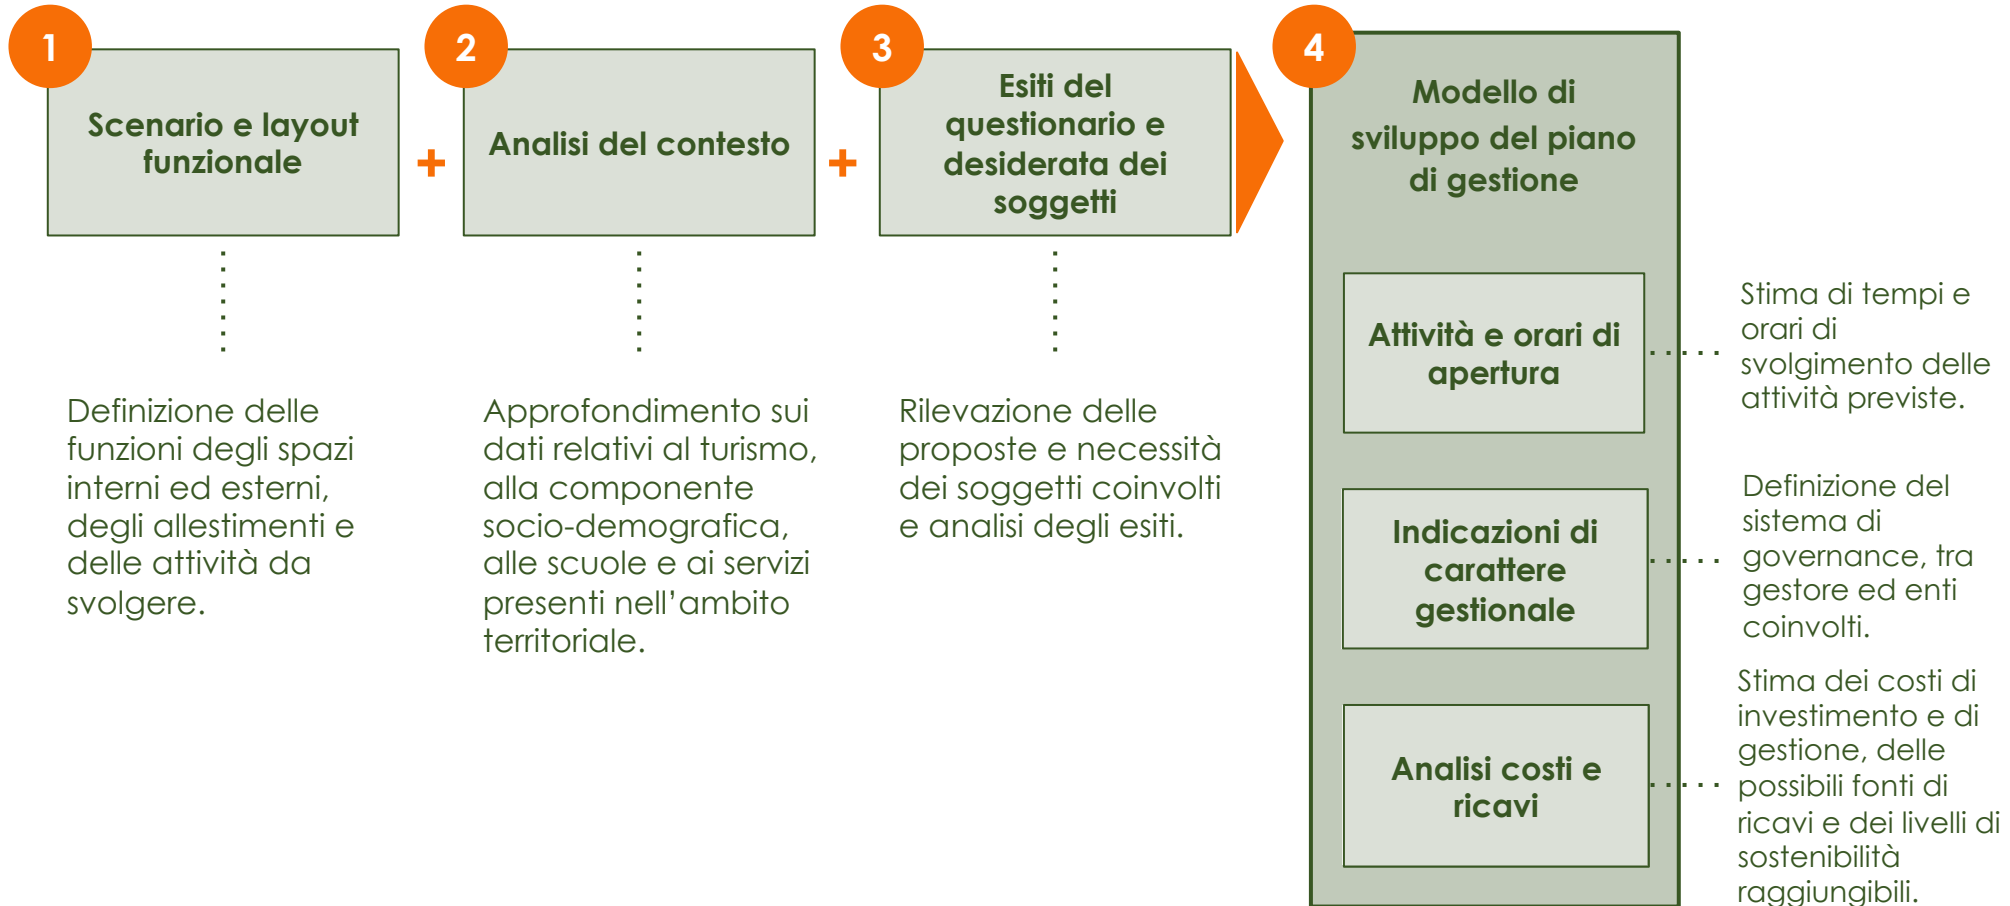 1
Scenario e layout
funzionale
Definizione delle
funzioni degli spazi
interni ed esterni,
degli allestimenti e
delle attività da
svolgere.
+
2
Analisi del contesto
Approfondimento sui
dati relativi al turismo,
alla componente
socio-demografica,
alle scuole e ai servizi
presenti nell’ambito
territoriale.
+
3
Esiti del
questionario e
desiderata dei
soggetti
Rilevazione delle
proposte e necessità
dei soggetti coinvolti
e analisi degli esiti.
4
Modello di
sviluppo del piano
di gestione
Attività e orari di
apertura
Stima di tempi e
orari di
svolgimento delle
attività previste.
Indicazioni di
carattere
gestionale
Definizione del
sistema di
governance, tra
gestore ed enti
coinvolti.
Analisi costi e
ricavi
Stima dei costi di
investimento e di
gestione, delle
possibili fonti di
ricavi e dei livelli di
sostenibilità
raggiungibili.